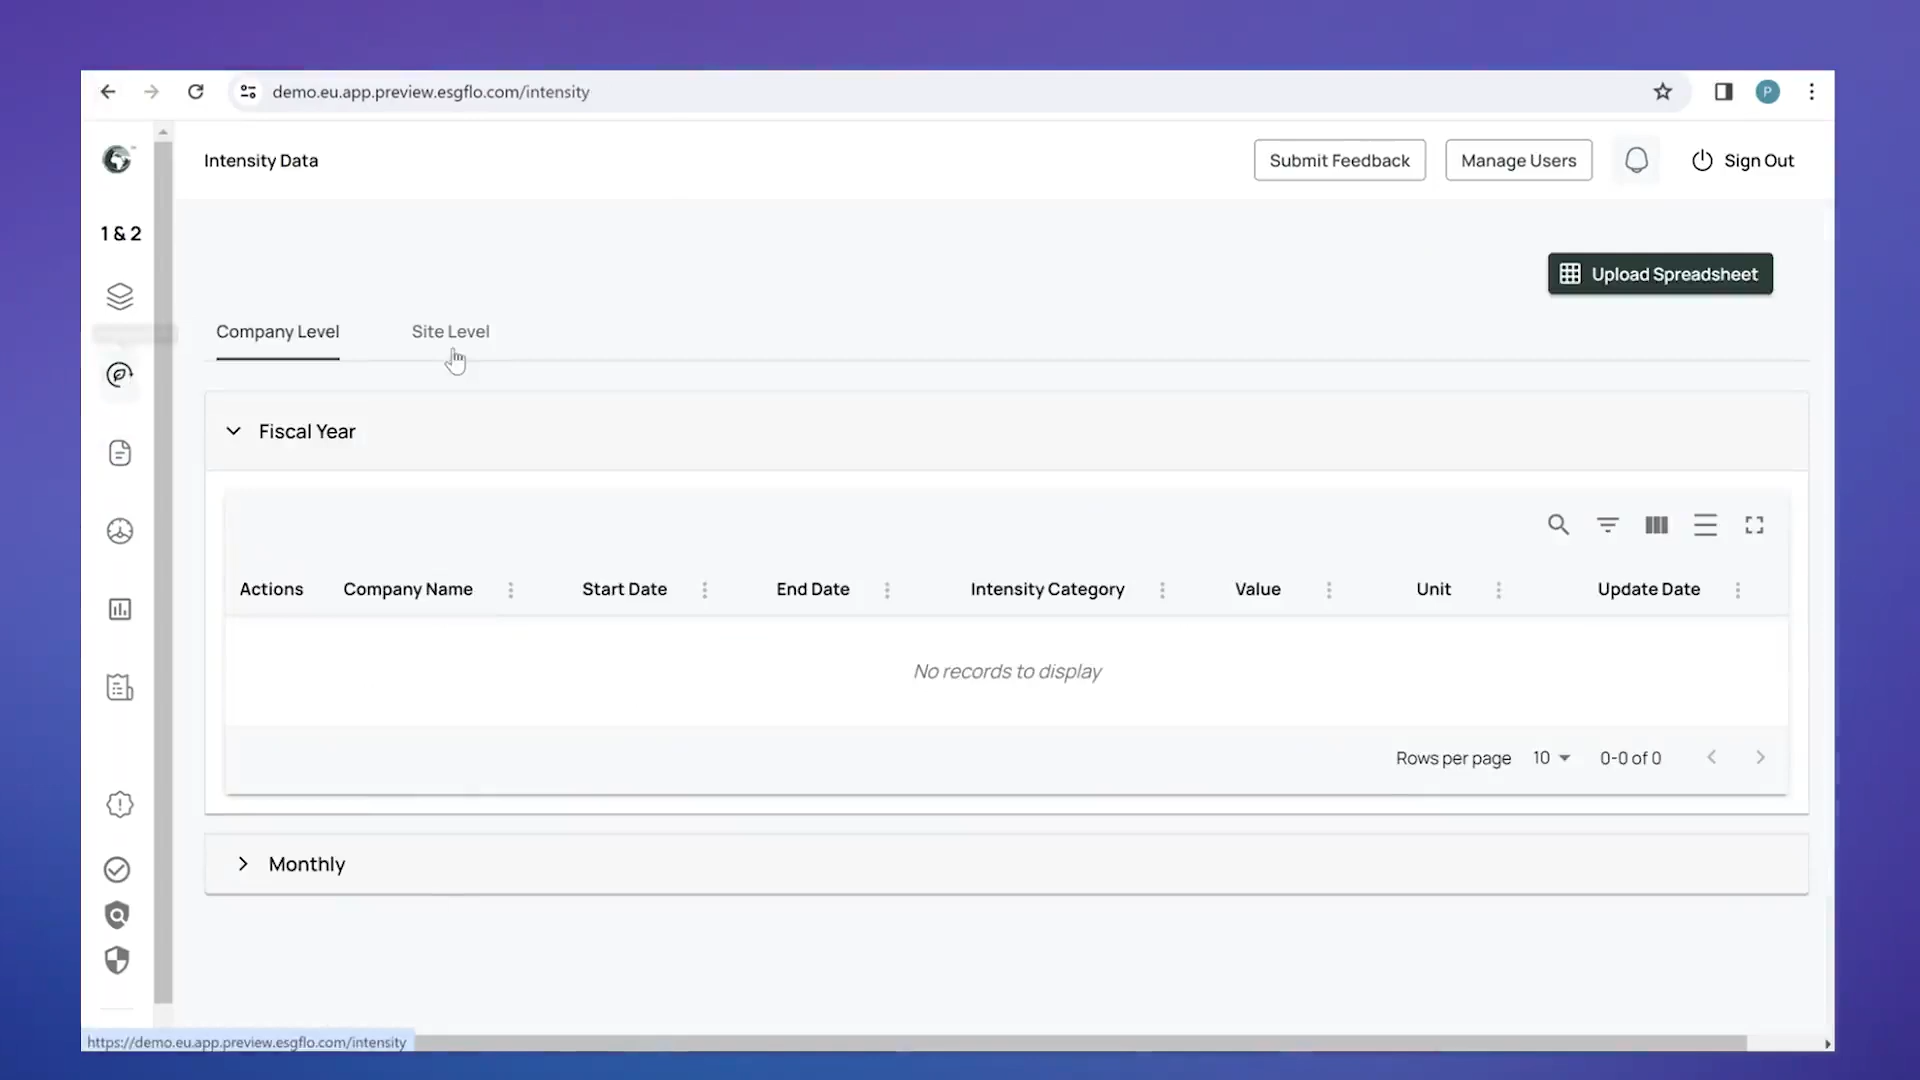 demo.eu.app.preview.esgflo.com/intensity
P
Intensity Data
Submit Feedback
Manage Users
Sign Out
1 & 2
Upload Spreadsheet
Company Level
Site Level
Fiscal Year
Actions
Company Name
Start Date
End Date
Intensity Category
Value
Unit
Update Date
No records to display
Rows per page
10
0-0 of 0
Monthly
https://demo.eu.app.preview.esgflo.com/intensity